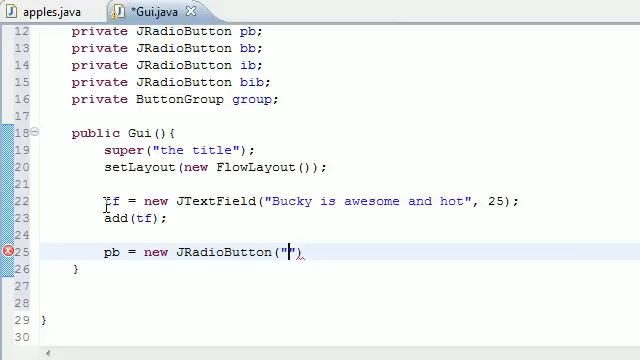 apples.java *Gui.java
12 private JRadioButton pb;
13 private JRadioButton bb;
14 private JRadioButton ib;
15 private JRadioButton bib;
16 private ButtonGroup group;
17
18 public Gui(){
19 super("the title");
20 setLayout(new FlowLayout());
21
22 tf = new JTextField("Bucky is awesome and hot", 25);
23 add(tf);
24
25 pb = new JRadioButton("")
26 }
27
28
29 }
30